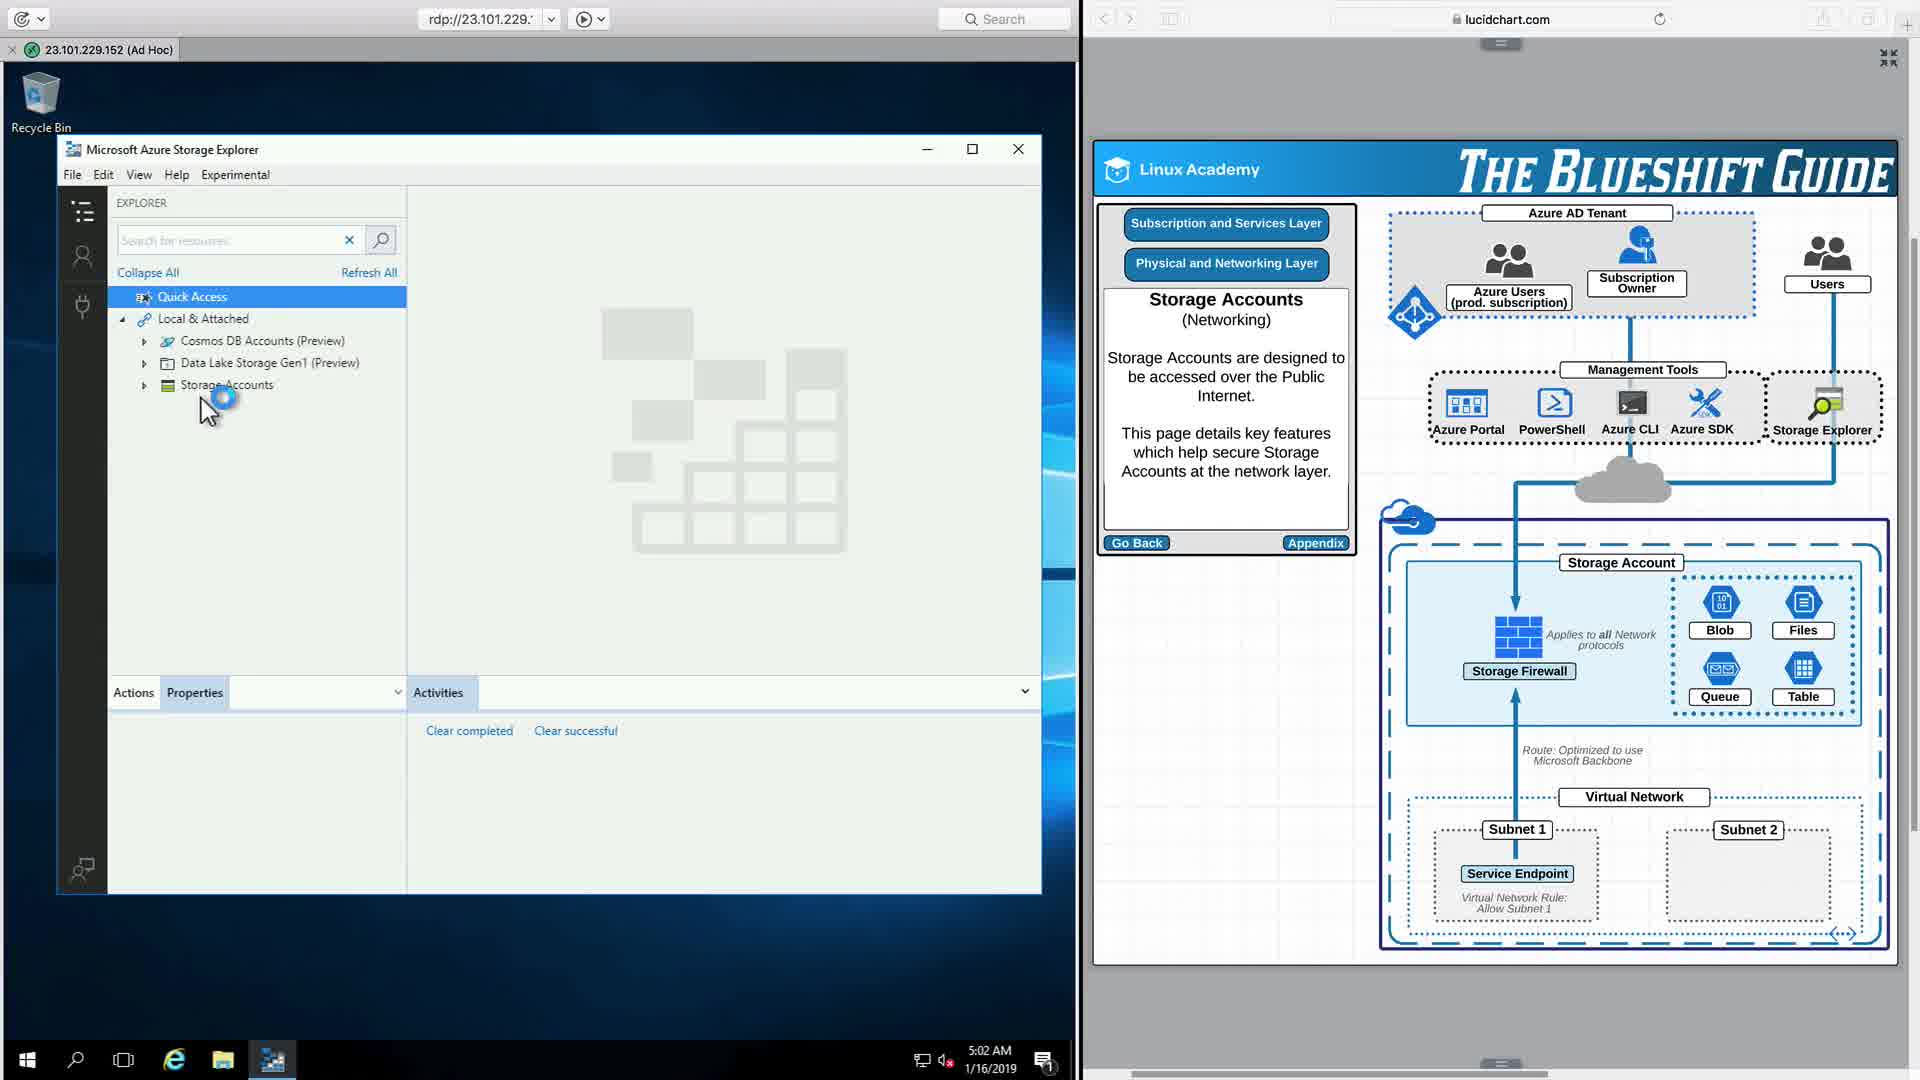 rdp://23.101.229.
Search
23.101.229.152 (Ad Hoc)
Recycle Bin
Microsoft Azure Storage Explorer
File Edit View Help Experimental
EXPLORER
Search for resources
Collapse All
Refresh All
Quick Access
Local & Attached
Cosmos DB Accounts (Preview)
Data Lake Storage Gen1 (Preview)
Storage Accounts
Actions
Properties
Activities
Clear completed
Clear successful
5:02 AM
1/16/2019
1
lucidchart.com
Linux Academy
THE BLUESHIFT GUIDE
Subscription and Services Layer
Physical and Networking Layer
Storage Accounts
(Networking)
Storage Accounts are designed to
be accessed over the Public
Internet.
This page details key features
which help secure Storage
Accounts at the network layer.
Go Back
Appendix
Azure AD Tenant
Azure Users
(prod. subscription)
Subscription
Owner
Users
Management Tools
Azure Portal
PowerShell
Azure CLI
SDK
Azure SDK
Storage Explorer
Storage Account
Applies to all Network
protocols
Storage Firewall
10
01
Blob
Files
Queue
Table
Route: Optimized to use
Microsoft Backbone
Virtual Network
Subnet 1
Subnet 2
Service Endpoint
Virtual Network Rule:
Allow Subnet 1